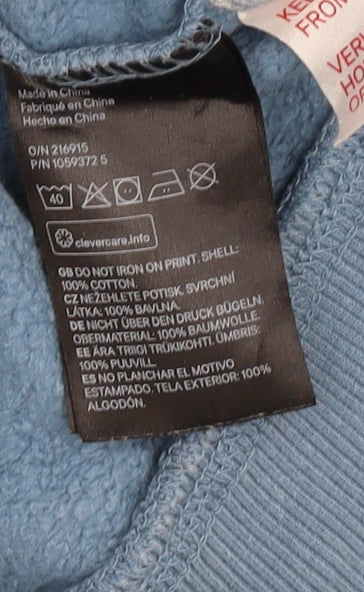 Made in China
Fabriqué en Chine
Hecho en China
O/N 216915
P/N 1059372 5
40
clevercare.info
GB DO NOT IRON ON PRINT. SHELL:
100% COTTON.
CZ NEŽEHLETE POTISK. SVRCHNÍ
LÁTKA: 100% BAVLNA.
DE NICHT ÜBER DEN DRUCK BÜGELN.
OBERMATERIAL: 100% BAUMWOLLE.
EE ÄRA TRIIGI TRÜKIKOHTI. ÜMBRIS:
100% PUUVILL.
ES NO PLANCHAR EL MOTIVO
ESTAMPADO. TELA EXTERIOR: 100%
ALGODÓN.
FROM